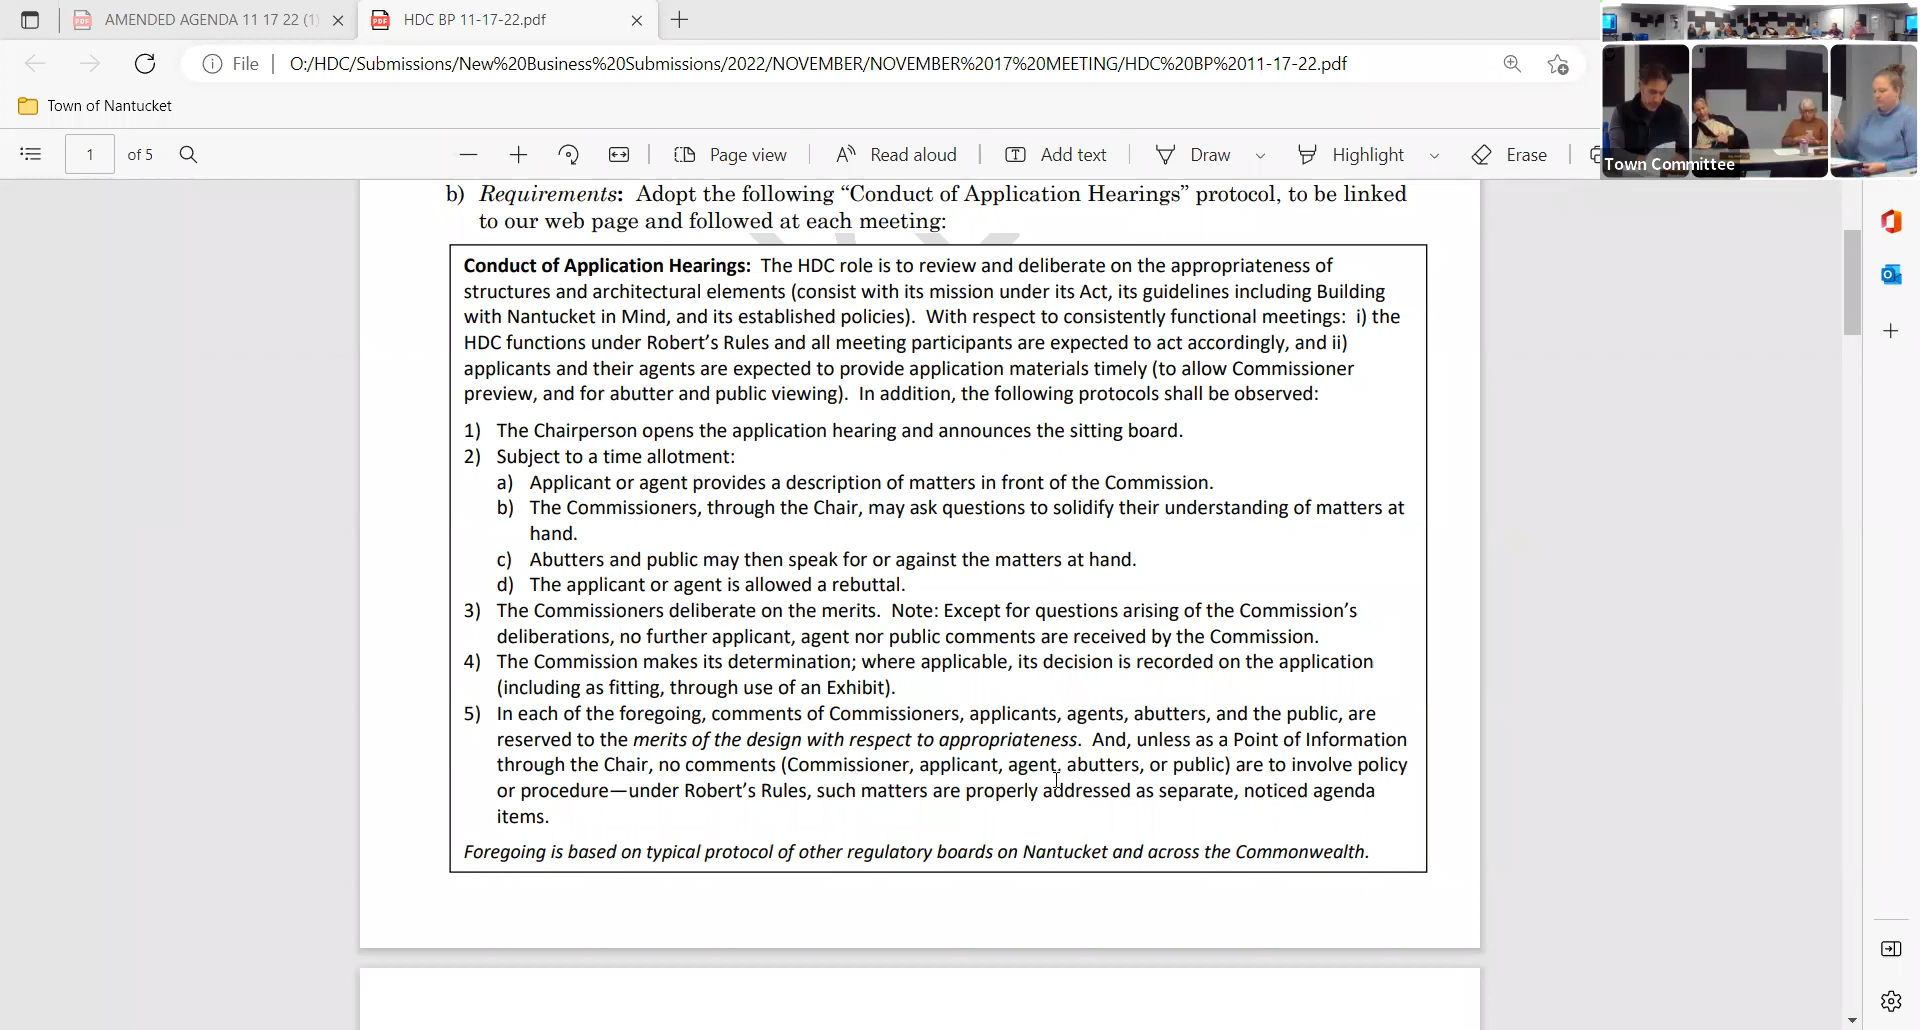 AMENDED AGENDA 11 17 22 (1)
HDC BP 11-17-22.pdf
File
O:/HDC/Submissions/New%20Business%20Submissions/2022/NOVEMBER/NOVEMBER%2017%20MEETING/HDC%20BP%2011-17-22.pdf
Town of Nantucket
1 of 5
Page view
Read aloud
Add text
Draw
Highlight
Erase
Town Committee
b) Requirements: Adopt the following “Conduct of Application Hearings” protocol, to be linked
to our web page and followed at each meeting:
Conduct of Application Hearings: The HDC role is to review and deliberate on the appropriateness of
structures and architectural elements (consist with its mission under its Act, its guidelines including Building
with Nantucket in Mind, and its established policies). With respect to consistently functional meetings: i) the
HDC functions under Robert’s Rules and all meeting participants are expected to act accordingly, and ii)
applicants and their agents are expected to provide application materials timely (to allow Commissioner
preview, and for abutter and public viewing). In addition, the following protocols shall be observed:
1) The Chairperson opens the application hearing and announces the sitting board.
2) Subject to a time allotment:
a) Applicant or agent provides a description of matters in front of the Commission.
b) The Commissioners, through the Chair, may ask questions to solidify their understanding of matters at
hand.
c) Abutters and public may then speak for or against the matters at hand.
d) The applicant or agent is allowed a rebuttal.
3) The Commissioners deliberate on the merits. Note: Except for questions arising of the Commission’s
deliberations, no further applicant, agent nor public comments are received by the Commission.
4) The Commission makes its determination; where applicable, its decision is recorded on the application
(including as fitting, through use of an Exhibit).
5) In each of the foregoing, comments of Commissioners, applicants, agents, abutters, and the public, are
reserved to the merits of the design with respect to appropriateness. And, unless as a Point of Information
through the Chair, no comments (Commissioner, applicant, agent, abutters, or public) are to involve policy
or procedure—under Robert’s Rules, such matters are properly addressed as separate, noticed agenda
items.
Foregoing is based on typical protocol of other regulatory boards on Nantucket and across the Commonwealth.